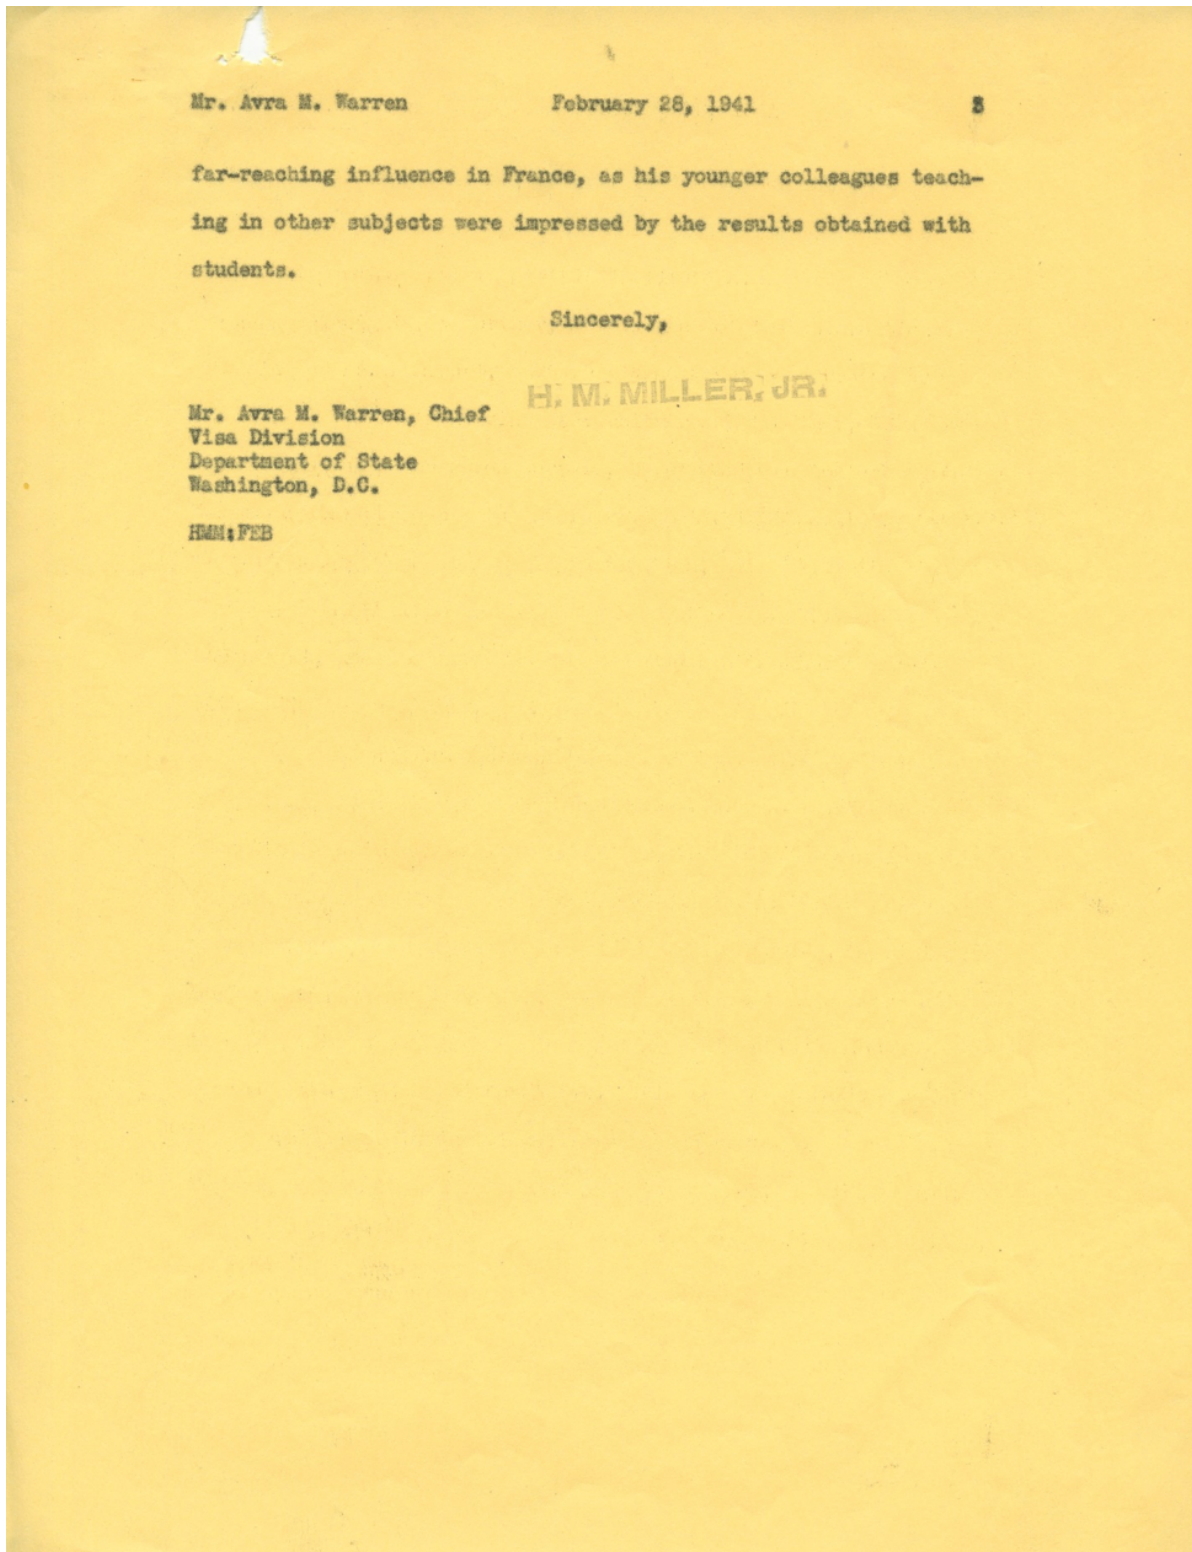 Mr. Avra M. Warren February 28, 1941 3
far-reaching influence in France, as his younger colleagues teach-
ing in other subjects were impressed by the results obtained with
students.
Sincerely,
H. M. MILLER, JR.
Mr. Avra M. Warren, Chief
Visa Division
Department of State
Washington, D.C.
HMM:FEB